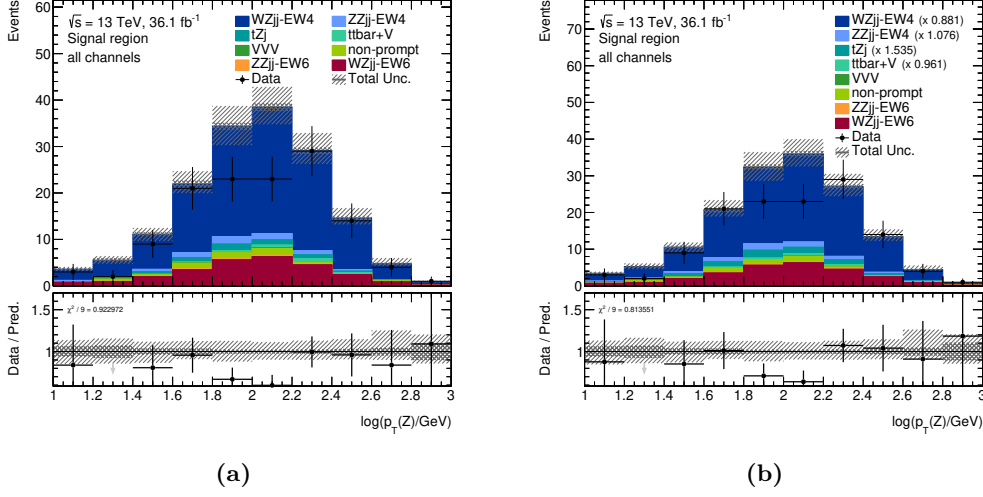 Events
60
50
40
30
20
10
0
√s = 13 TeV, 36.1 fb⁻¹
Signal region
all channels
WZjj-EW4
ZZjj-EW4
tZj
ttbar+V
VVV
non-prompt
ZZjj-EW6
WZjj-EW6
Data
Total Unc.
Data / Pred.
1.5
1
χ² / 9 = 0.922972
1 1.2 1.4 1.6 1.8 2 2.2 2.4 2.6 2.8 3
log(p_T(Z)/GeV)
(a)
Events
70
60
50
40
30
20
10
0
√s = 13 TeV, 36.1 fb⁻¹
Signal region
all channels
WZjj-EW4 (x 0.881)
ZZjj-EW4 (x 1.076)
tZj (x 1.535)
ttbar+V (x 0.961)
VVV
non-prompt
ZZjj-EW6
WZjj-EW6
Data
Total Unc.
Data / Pred.
1.5
1
χ² / 9 = 0.813551
1 1.2 1.4 1.6 1.8 2 2.2 2.4 2.6 2.8 3
log(p_T(Z)/GeV)
(b)